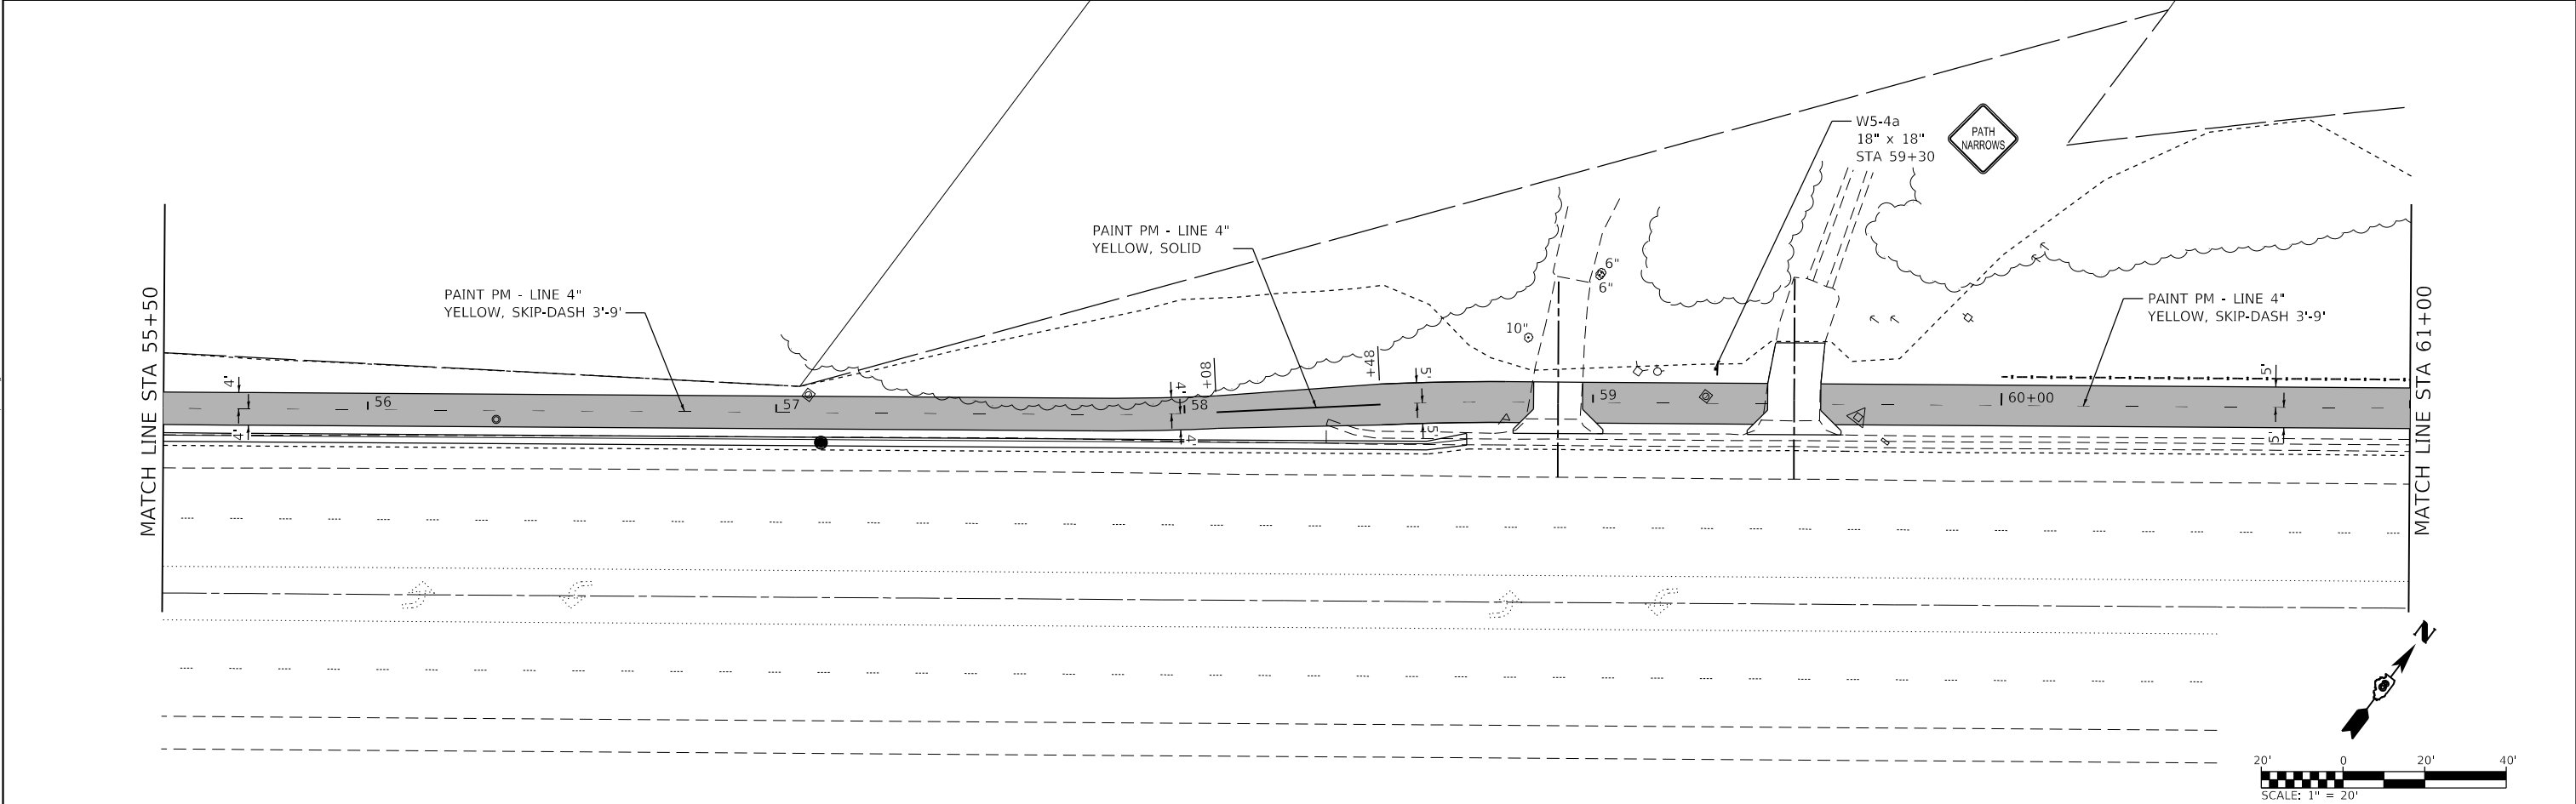 W5-4a
18" x 18"
STA 59+30
PATH
NARROWS
PAINT PM - LINE 4"
YELLOW, SOLID
PAINT PM - LINE 4"
YELLOW, SKIP-DASH 3'-9'
PAINT PM - LINE 4"
YELLOW, SKIP-DASH 3'-9'
MATCH LINE STA 55+50
MATCH LINE STA 61+00
6"
6"
10"
+08
+48
4'
4'
56
57
4'
4'
58
5'
5'
59
60+00
5'
5'
N
20'
0
20'
40'
SCALE: 1" = 20'